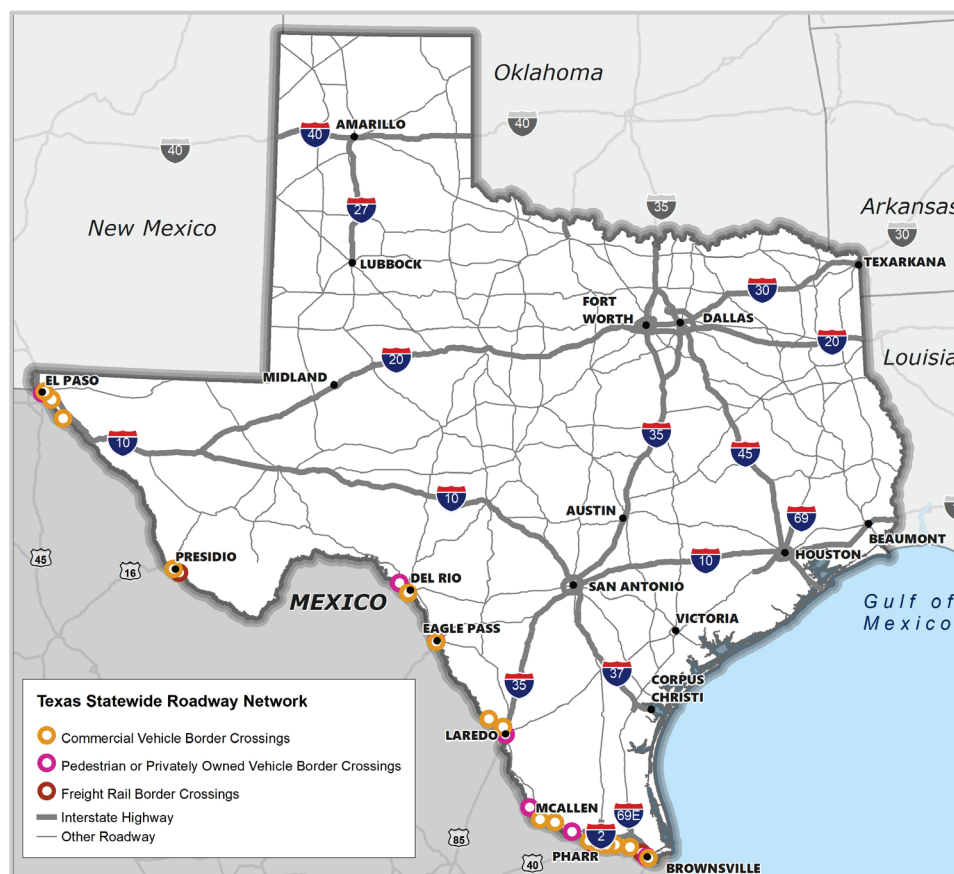 Oklahoma
40
AMARILLO
40
40
27
35
Arkansas
New Mexico
30
LUBBOCK
TEXARKANA
30
FORT
WORTH
DALLAS
20
20
Louisia
MIDLAND
EL PASO
10
35
45
10
AUSTIN
69
BEAUMONT
HOUSTON
45
16
PRESIDIO
10
DEL RIO
SAN ANTONIO
MEXICO
Gulf of
Mexico
VICTORIA
EAGLE PASS
37
35
CORPUS
CHRISTI
LAREDO
Texas Statewide Roadway Network
Commercial Vehicle Border Crossings
Pedestrian or Privately Owned Vehicle Border Crossings
Freight Rail Border Crossings
Interstate Highway
Other Roadway
MCALLEN
69E
2
85
PHARR
40
BROWNSVILLE